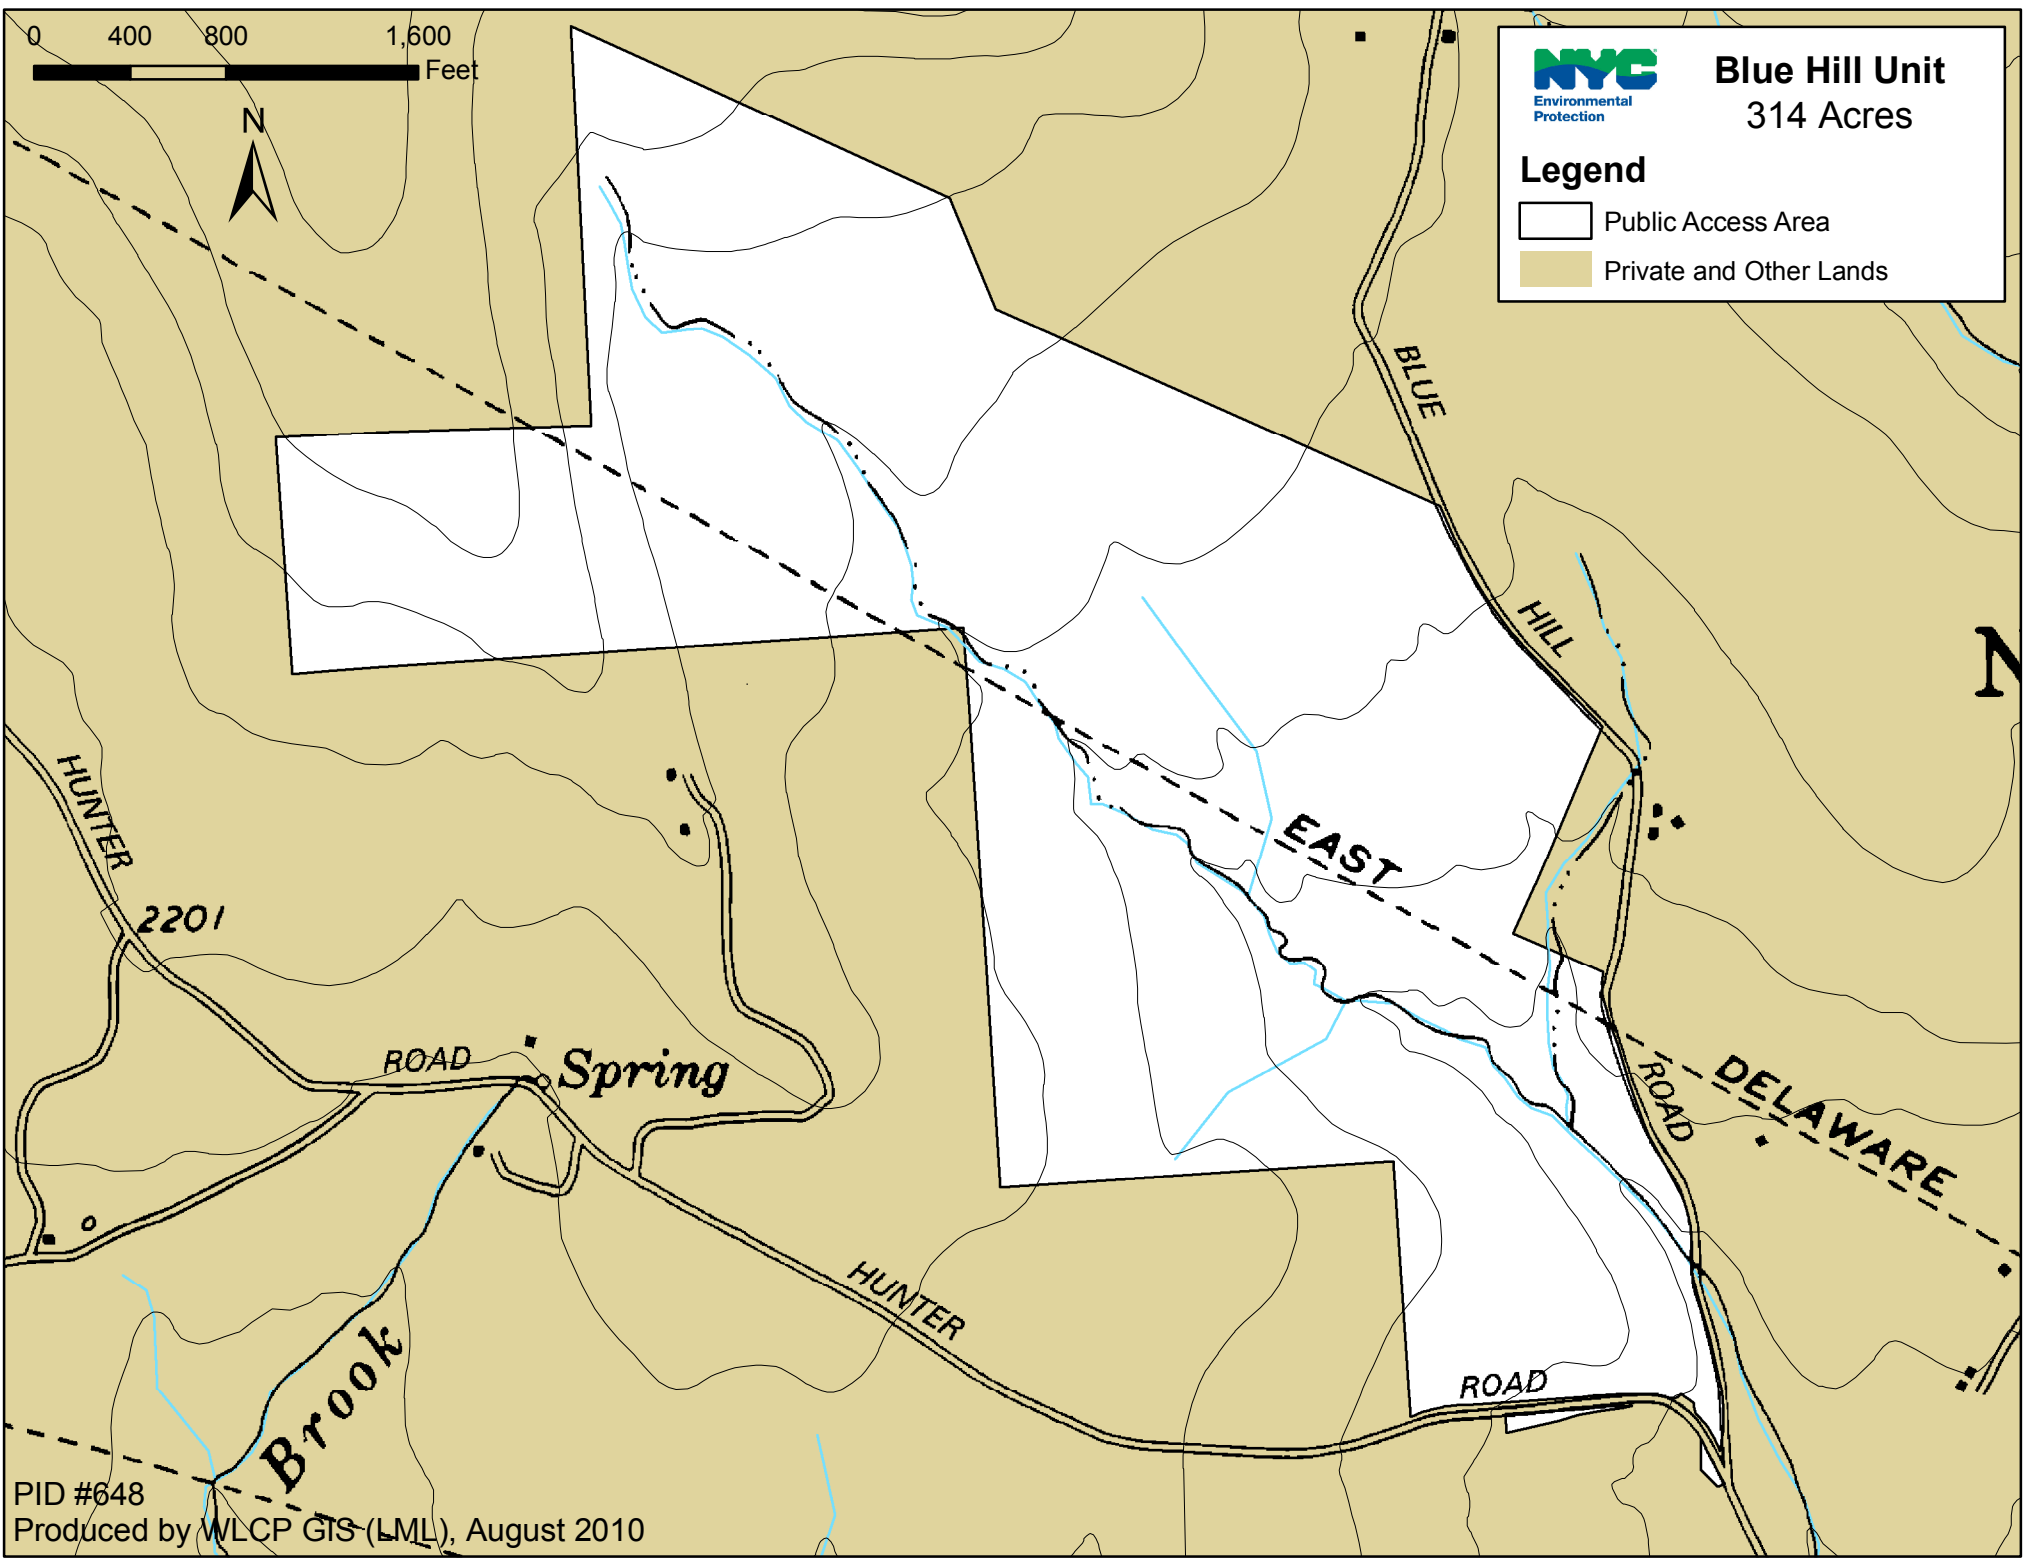 0 400 800 1,600
Feet
N
NYC
Environmental
Protection
Blue Hill Unit
314 Acres
Legend
Public Access Area
Private and Other Lands
BLUE
HILL
ROAD
N
EAST
DELAWARE
HUNTER
2201
ROAD
Spring
HUNTER
ROAD
Brook
PID #648
Produced by WLCP GIS (LML), August 2010